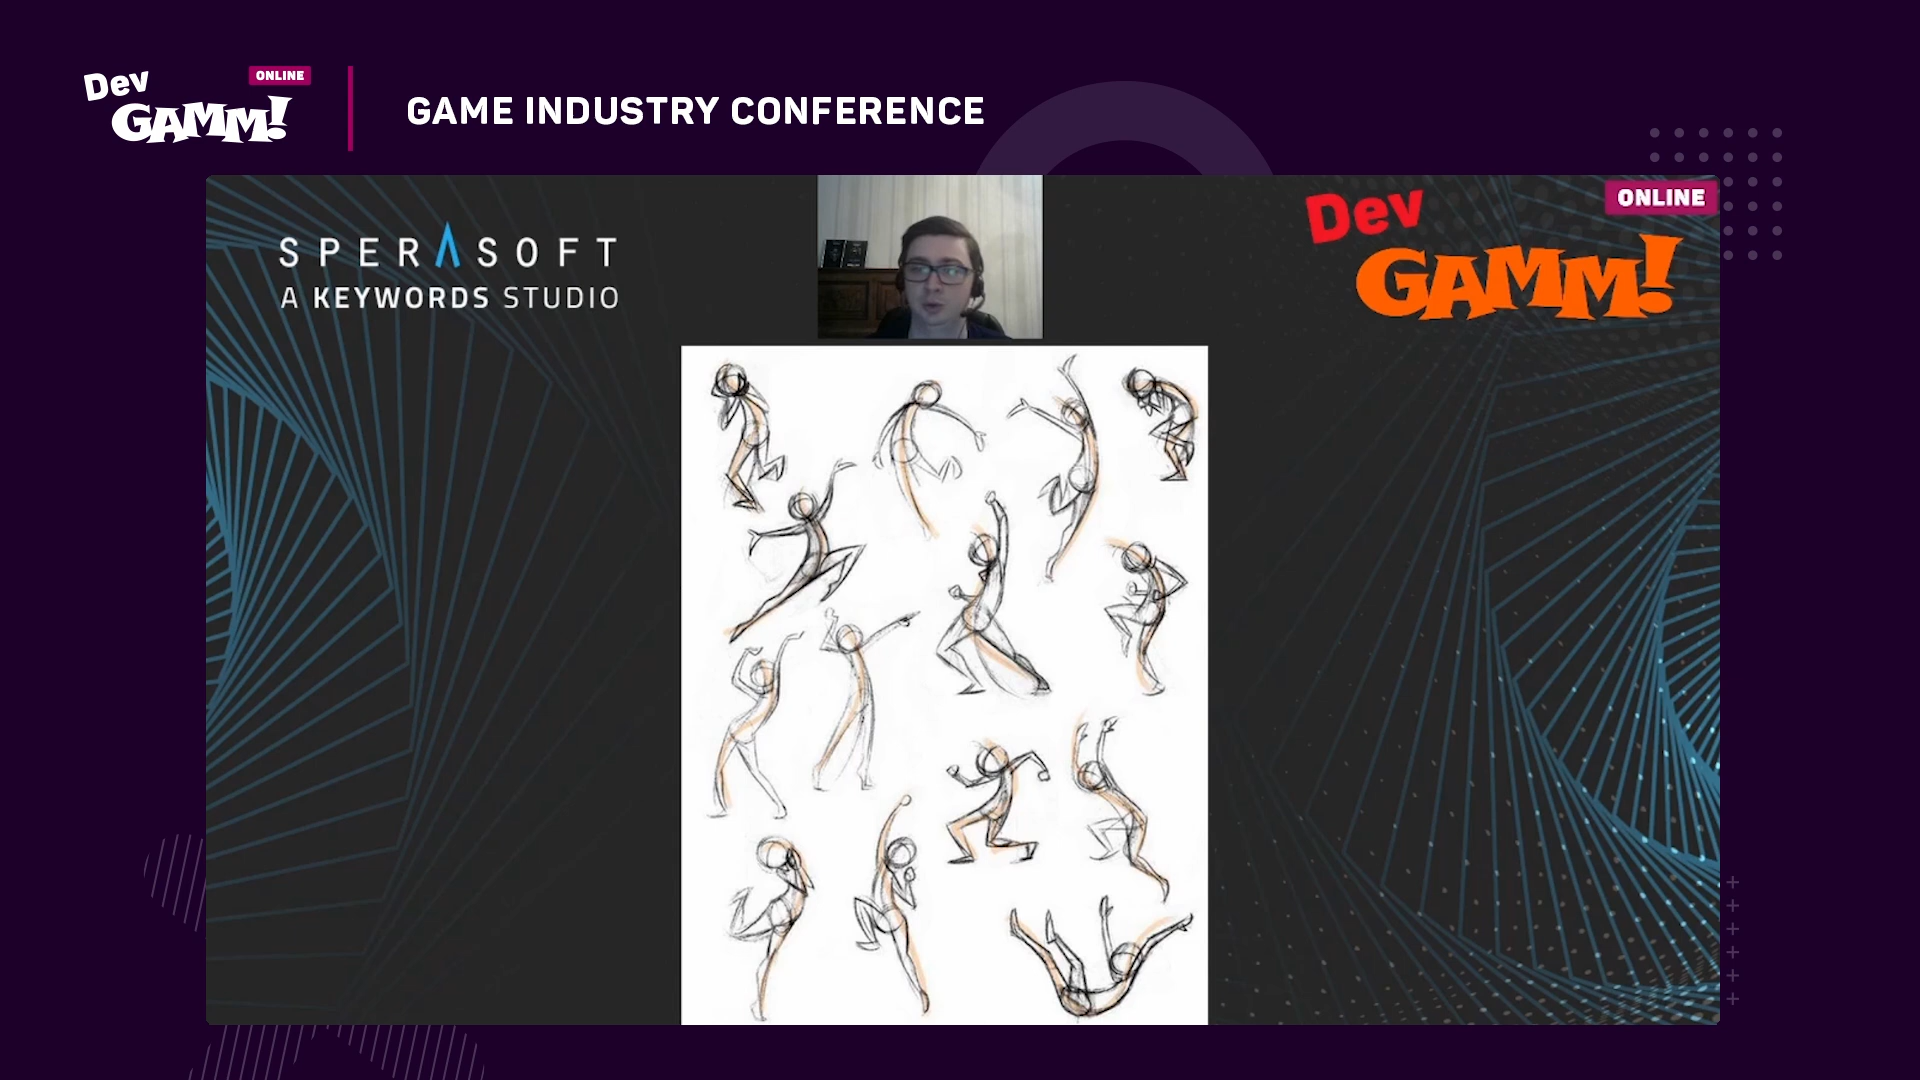 Dev
GAMM!
ONLINE
GAME INDUSTRY CONFERENCE
SPERASOFT
A KEYWORDS STUDIO
Dev
GAMM!
ONLINE